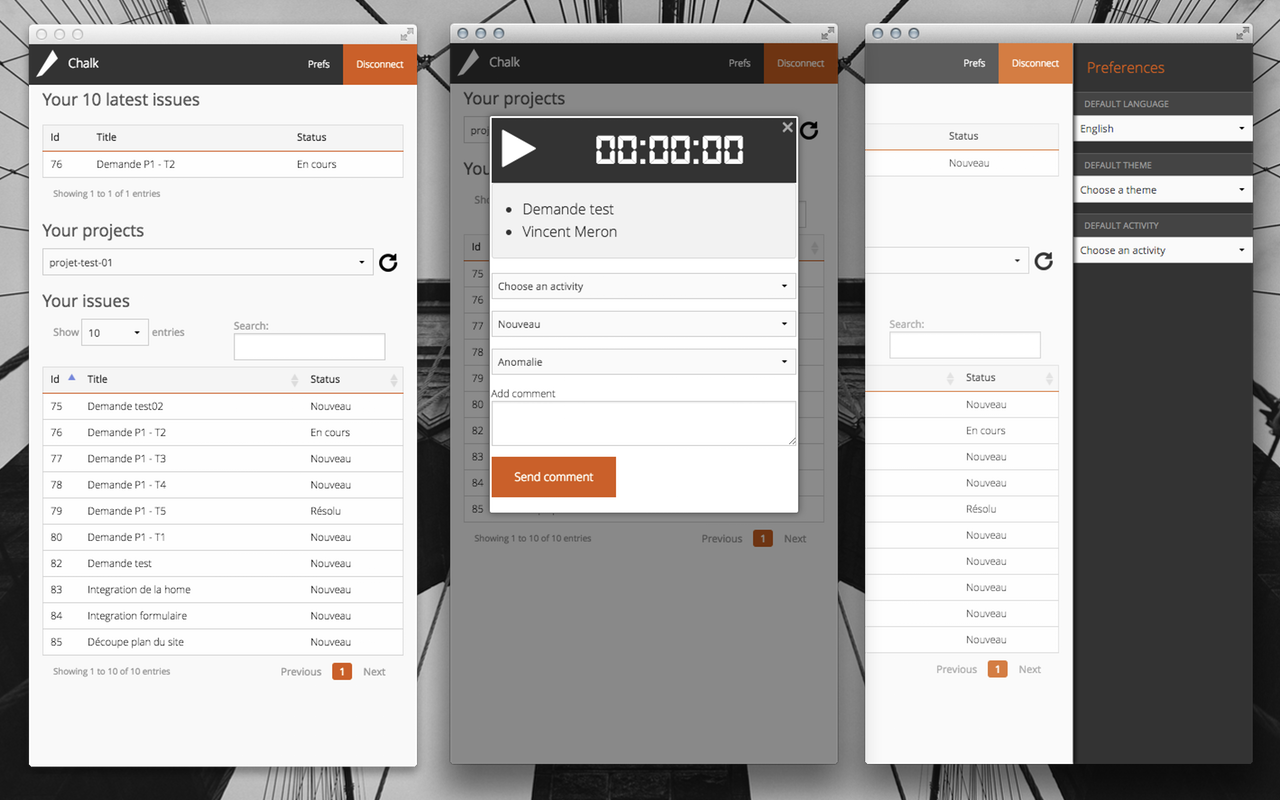 Chalk
Prefs
Disconnect
Your 10 latest issues
Id Title Status
76 Demande P1 - T2 En cours
Showing 1 to 1 of 1 entries
Your projects
projet-test-01
Your issues
Show 10 entries
Search:
Id Title Status
75 Demande test02 Nouveau
76 Demande P1 - T2 En cours
77 Demande P1 - T3 Nouveau
78 Demande P1 - T4 Nouveau
79 Demande P1 - T5 Résolu
80 Demande P1 - T1 Nouveau
82 Demande test Nouveau
83 Integration de la home Nouveau
84 Integration formulaire Nouveau
85 Découpe plan du site Nouveau
Showing 1 to 10 of 10 entries
Previous 1 Next
Chalk
Prefs
Disconnect
Your projects
proj
You
Sho
Id
75
76
77
78
79
80
82
83
84
85
00:00:00
Demande test
Vincent Meron
Choose an activity
Nouveau
Anomalie
Add comment
Send comment
Showing 1 to 10 of 10 entries
Previous 1 Next
Prefs
Disconnect
Status
Nouveau
Search:
Status
Nouveau
En cours
Nouveau
Nouveau
Résolu
Nouveau
Nouveau
Nouveau
Nouveau
Nouveau
Previous 1 Next
Preferences
DEFAULT LANGUAGE
English
DEFAULT THEME
Choose a theme
DEFAULT ACTIVITY
Choose an activity